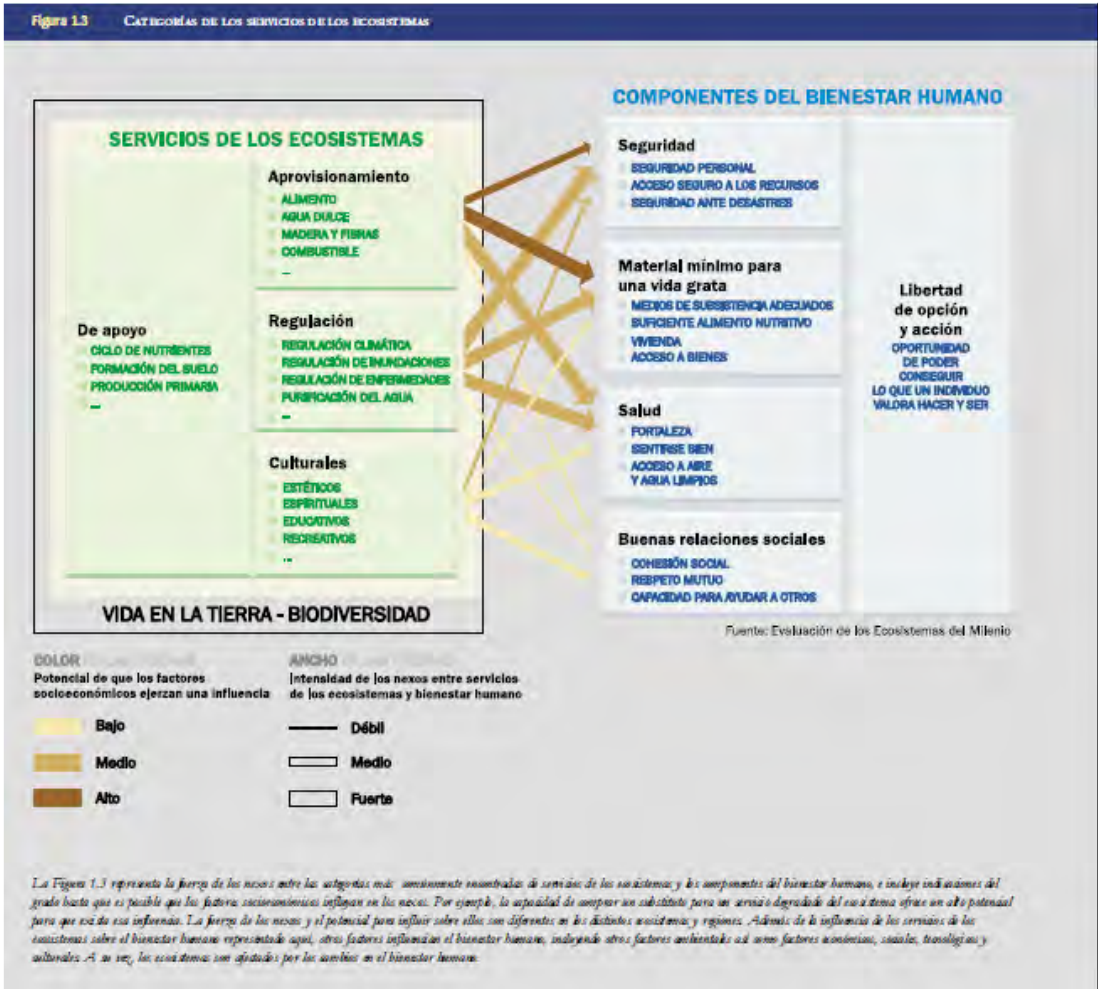 Figura 1.3 CATEGORÍAS DE LOS SERVICIOS DE LOS ECOSISTEMAS
SERVICIOS DE LOS ECOSISTEMAS
De apoyo
CICLO DE NUTRIENTES
FORMACIÓN DEL SUELO
PRODUCCIÓN PRIMARIA
...
Aprovisionamiento
ALIMENTO
AGUA DULCE
MADERA Y FIBRAS
COMBUSTIBLE
...
Regulación
REGULACIÓN CLIMÁTICA
REGULACIÓN DE INUNDACIONES
REGULACIÓN DE ENFERMEDADES
PURIFICACIÓN DEL AGUA
...
Culturales
ESTÉTICOS
ESPIRITUALES
EDUCATIVOS
RECREATIVOS
...
VIDA EN LA TIERRA - BIODIVERSIDAD
COMPONENTES DEL BIENESTAR HUMANO
Seguridad
SEGURIDAD PERSONAL
ACCESO SEGURO A LOS RECURSOS
SEGURIDAD ANTE DESASTRES
Material mínimo para
una vida grata
MEDIOS DE SUBSISTENCIA ADECUADOS
SUFICIENTE ALIMENTO NUTRITIVO
VIVIENDA
ACCESO A BIENES
Salud
FORTALEZA
SENTIRSE BIEN
ACCESO A AIRE
Y AGUA LIMPIOS
Buenas relaciones sociales
COHESIÓN SOCIAL
RESPETO MUTUO
CAPACIDAD PARA AYUDAR A OTROS
Libertad
de opción
y acción
OPORTUNIDAD
DE PODER
CONSEGUIR
LO QUE UN INDIVIDUO
VALORA HACER Y SER
Fuente: Evaluación de los Ecosistemas del Milenio
COLOR
Potencial de que los factores
socioeconómicos ejerzan una influencia
Bajo
Medio
Alto
ANCHO
Intensidad de los nexos entre servicios
de los ecosistemas y bienestar humano
Débil
Medio
Fuerte
La Figura 1.3 representa la fuerza de los nexos entre las categorías más comúnmente encontradas de servicios de los ecosistemas y los componentes del bienestar humano, e incluye indicaciones del
grado hasta que es posible que los factores socioeconómicos influyan en los nexos. Por ejemplo, la capacidad de comprar un substituto para un servicio degradado del ecosistema ofrece un alto potencial
para que exista esa influencia. La fuerza de los nexos y el potencial para influir sobre ellos son diferentes en los distintos ecosistemas y regiones. Además de la influencia de los servicios de los
ecosistemas sobre el bienestar humano representado aquí, otros factores influencian el bienestar humano, incluyendo otros factores ambientales así como factores económicos, sociales, tecnológicos y
culturales. A su vez, los ecosistemas son afectados por los cambios en el bienestar humano.